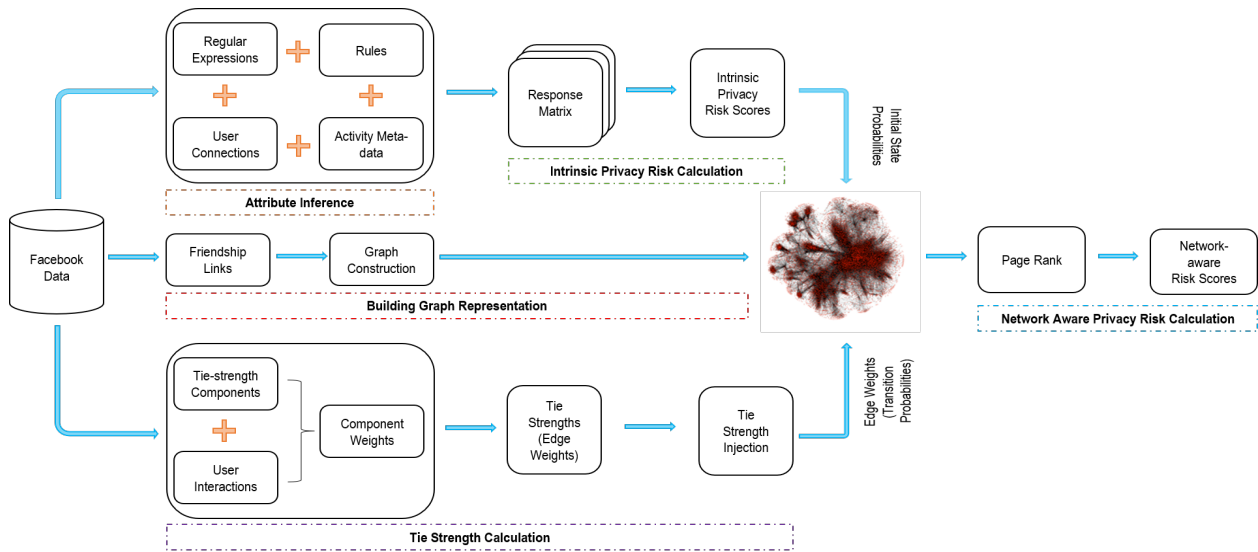 Regular
Expressions
Rules
User
Connections
Activity Meta-
data
Attribute Inference
Response
Matrix
Intrinsic
Privacy
Risk Scores
Intrinsic Privacy Risk Calculation
Initial State
Probabilities
Facebook
Data
Friendship
Links
Graph
Construction
Building Graph Representation
Page Rank
Network-
aware
Risk Scores
Network Aware Privacy Risk Calculation
Tie-strength
Components
User
Interactions
Component
Weights
Tie
Strengths
(Edge
Weights)
Tie
Strength
Injection
Edge Weights
(Transition
Probabilities)
Tie Strength Calculation